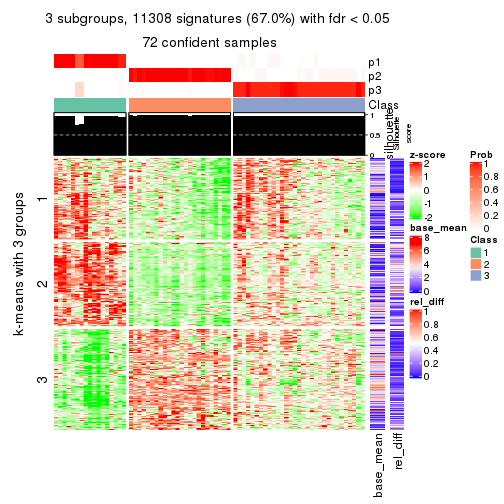 3 subgroups, 11308 signatures (67.0%) with fdr < 0.05
72 confident samples
p1
p2
p3
Class
1
0.5
0
silhouette
Silhouette
score
k-means with 3 groups
1
2
3
base_mean
rel_diff
z-score
2
1
0
-1
-2
base_mean
8
6
4
2
0
rel_diff
1
0.8
0.6
0.4
0.2
0
Prob
1
0.8
0.6
0.4
0.2
0
Class
1
2
3